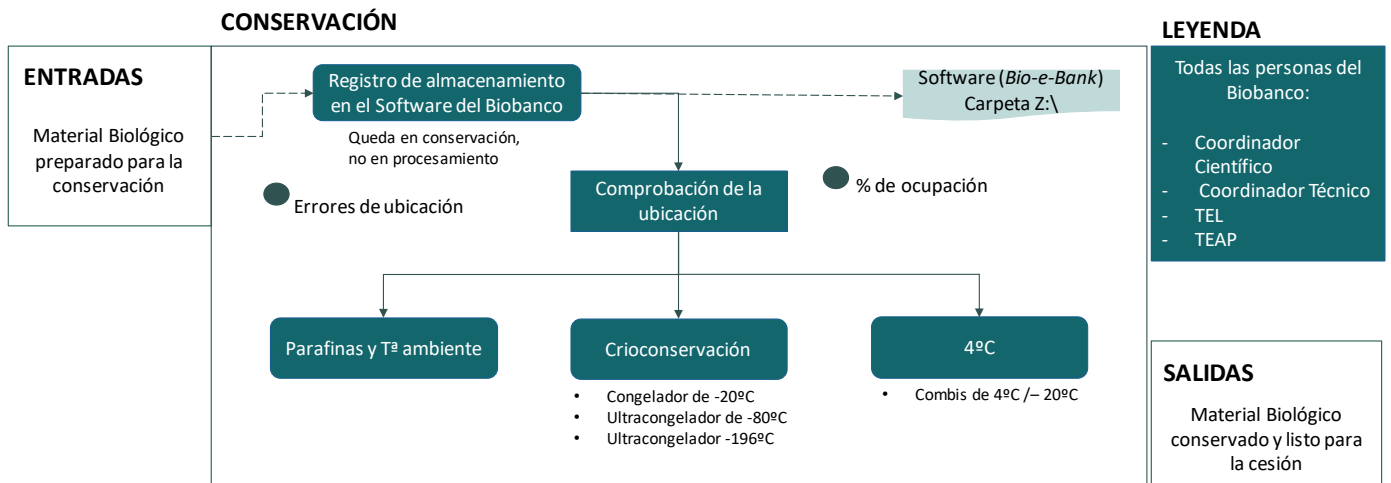 CONSERVACIÓN
LEYENDA
ENTRADAS
Material Biológico
preparado para la
conservación
Registro de almacenamiento
en el Software del Biobanco
Queda en conservación,
no en procesamiento
Software (Bio-e-Bank)
Carpeta Z:\
Errores de ubicación
Comprobación de la
ubicación
% de ocupación
Parafinas y Tª ambiente
Crioconservación
• Congelador de -20ºC
• Ultracongelador de -80ºC
• Ultracongelador -196ºC
4ºC
• Combis de 4ºC /– 20ºC
Todas las personas del
Biobanco:
- Coordinador
Científico
- Coordinador Técnico
- TEL
- TEAP
SALIDAS
Material Biológico
conservado y listo para
la cesión